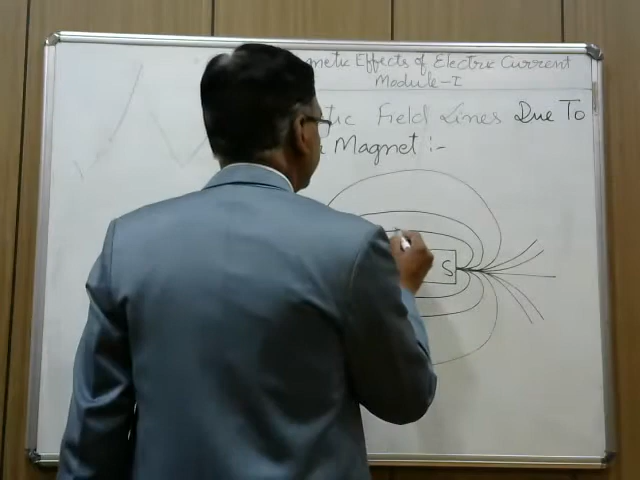 netic Effects of Electric Current
Module-I
tic Field Lines Due To
Magnet :-
S